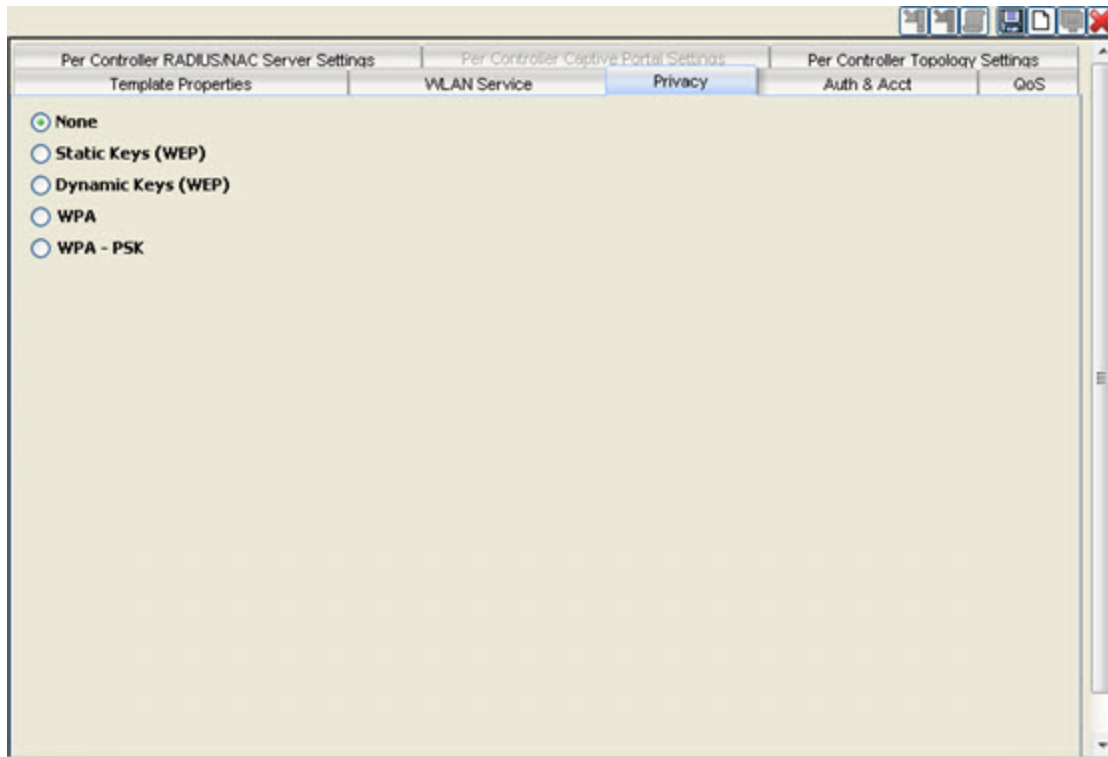 Per Controller RADIUS/NAC Server Settings
Per Controller Captive Portal Settings
Per Controller Topology Settings
Template Properties
WLAN Service
Privacy
Auth & Acct
QoS
None
Static Keys (WEP)
Dynamic Keys (WEP)
WPA
WPA - PSK